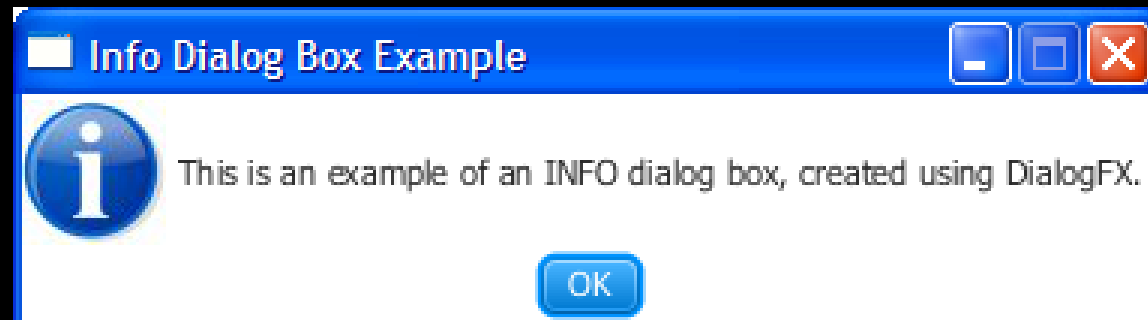 Info Dialog Box Example
This is an example of an INFO dialog box, created using DialogFX.
OK